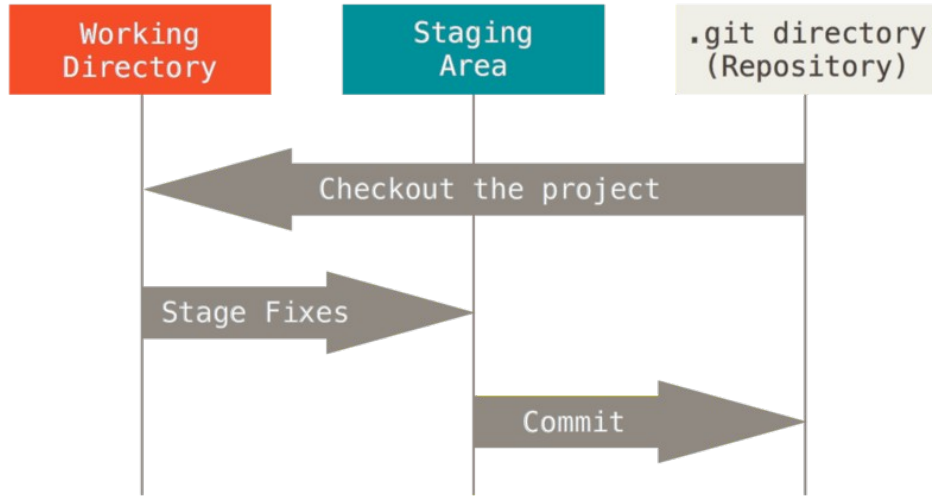 Working
Directory
Staging
Area
.git directory
(Repository)
Checkout the project
Stage Fixes
Commit